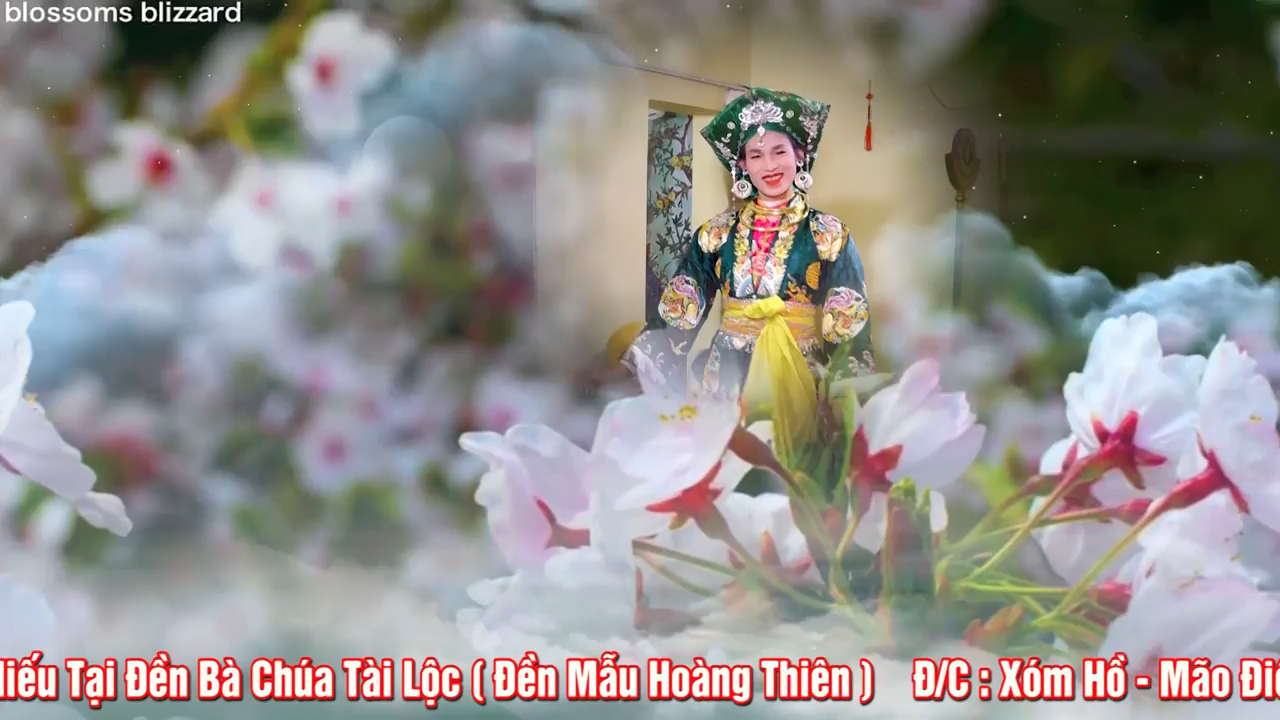 blossoms blizzard
Tại Đền Bà Chúa Tài Lộc ( Đền Mẫu Hoàng Thiên ) Đ/C : Xóm Hồ - Mão